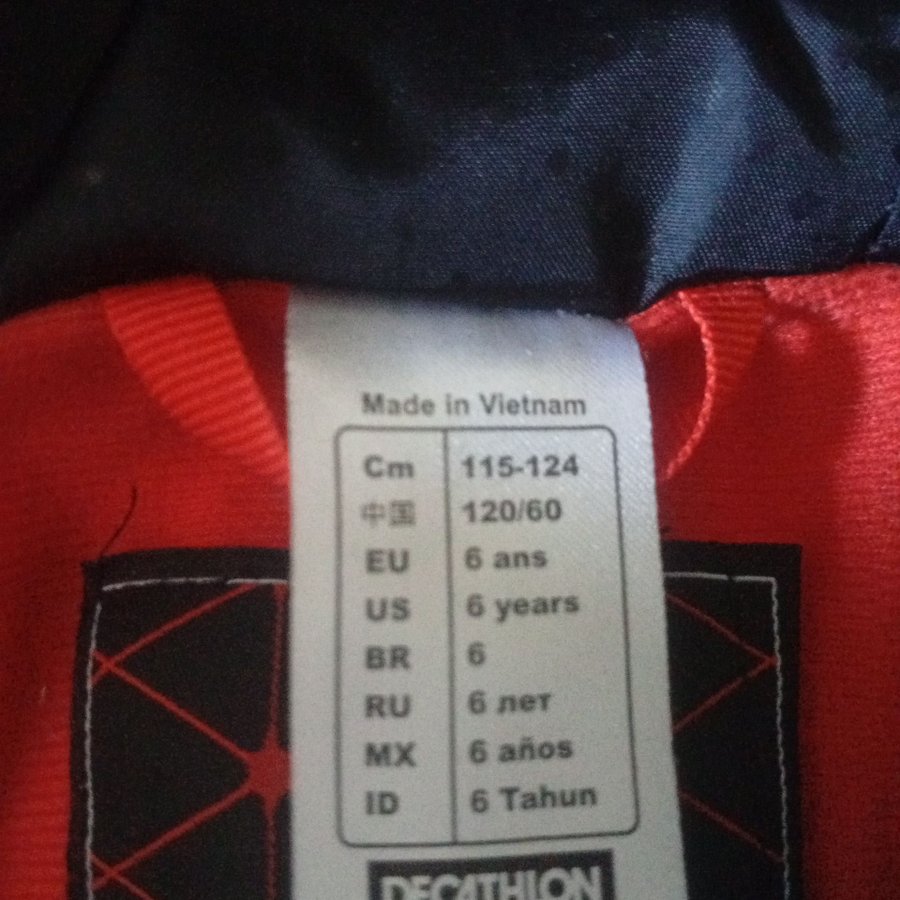 Made in Vietnam
Cm 115-124
中国 120/60
EU 6 ans
US 6 years
BR 6
RU 6 лет
MX 6 años
ID 6 Tahun
DECATHLON